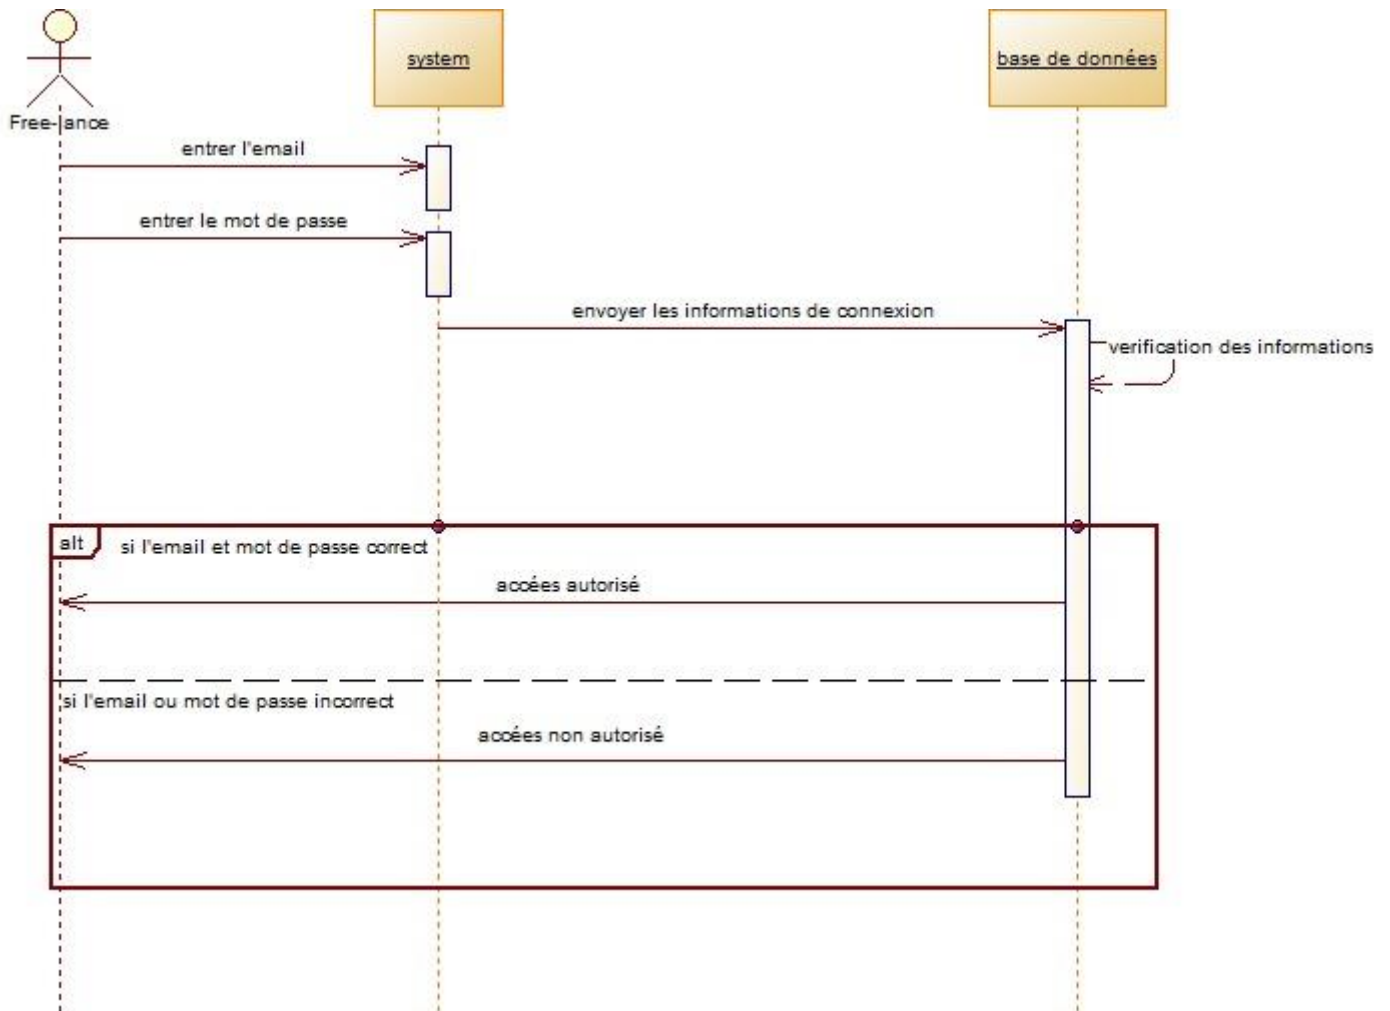 system
base de données
Free-lance
entrer l'email
entrer le mot de passe
envoyer les informations de connexion
verification des informations
alt
si l'email et mot de passe correct
accées autorisé
si l'email ou mot de passe incorrect
accées non autorisé